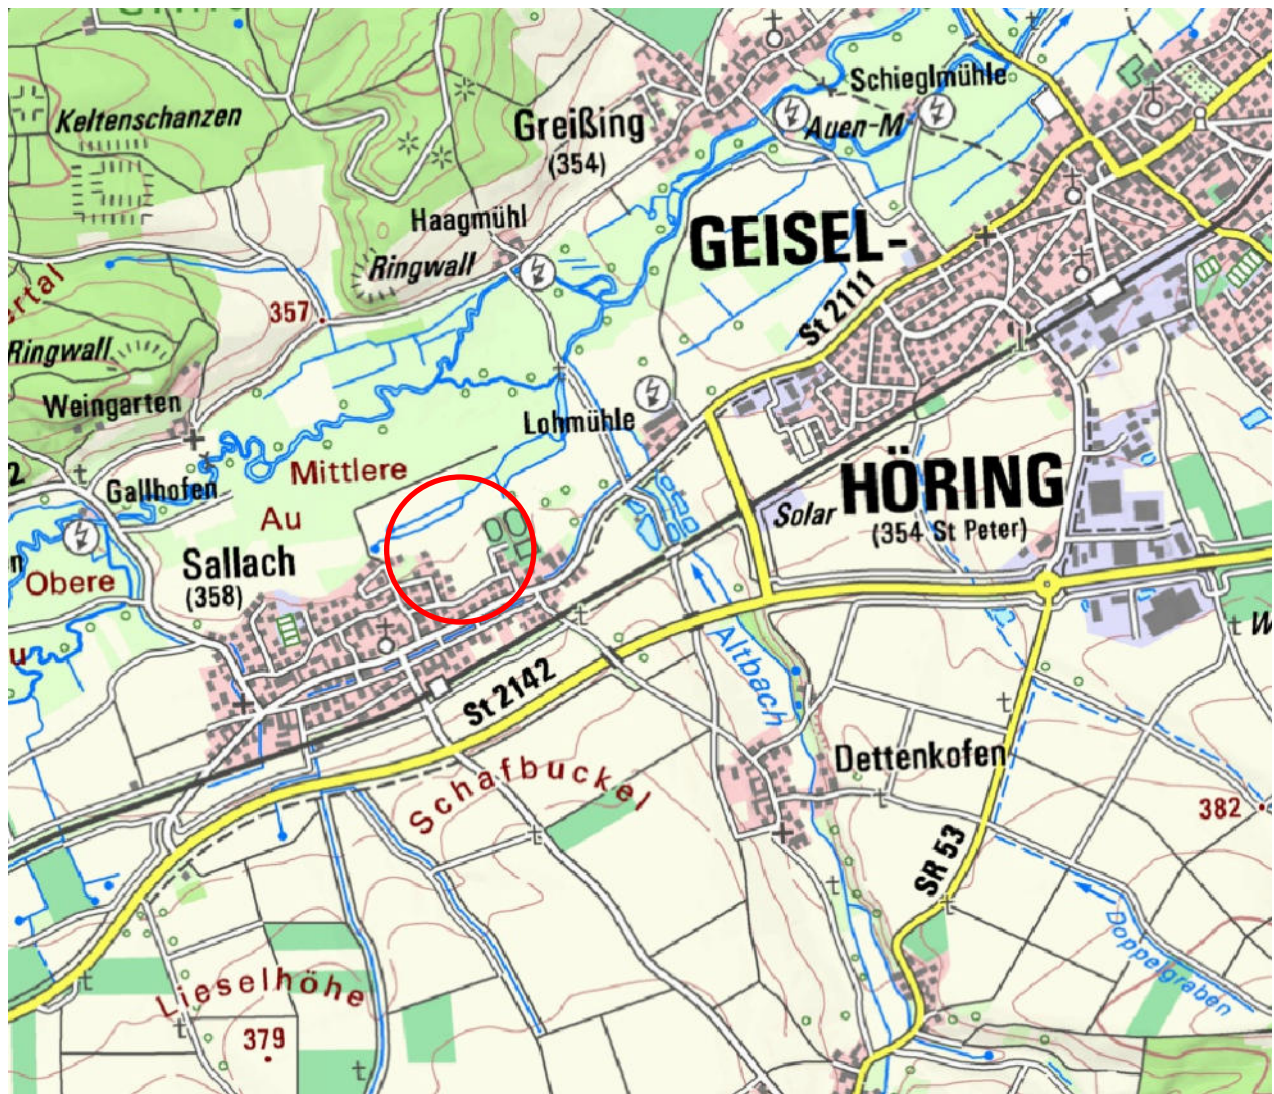 Keltenschanzen
Greißing
(354)
Schieglmühle
Auen-M
Haagmühl
Ringwall
GEISEL-
St 2111
357
Ringwall
Weingarten
Lohmühle
Mittlere
Au
Gallhofen
Solar
HÖRING
(354 St Peter)
Sallach
(358)
Obere
Altbach
St 2142
Schafbuckel
Dettenkofen
382
SR 53
Doppelgraben
Lieselhöhe
379